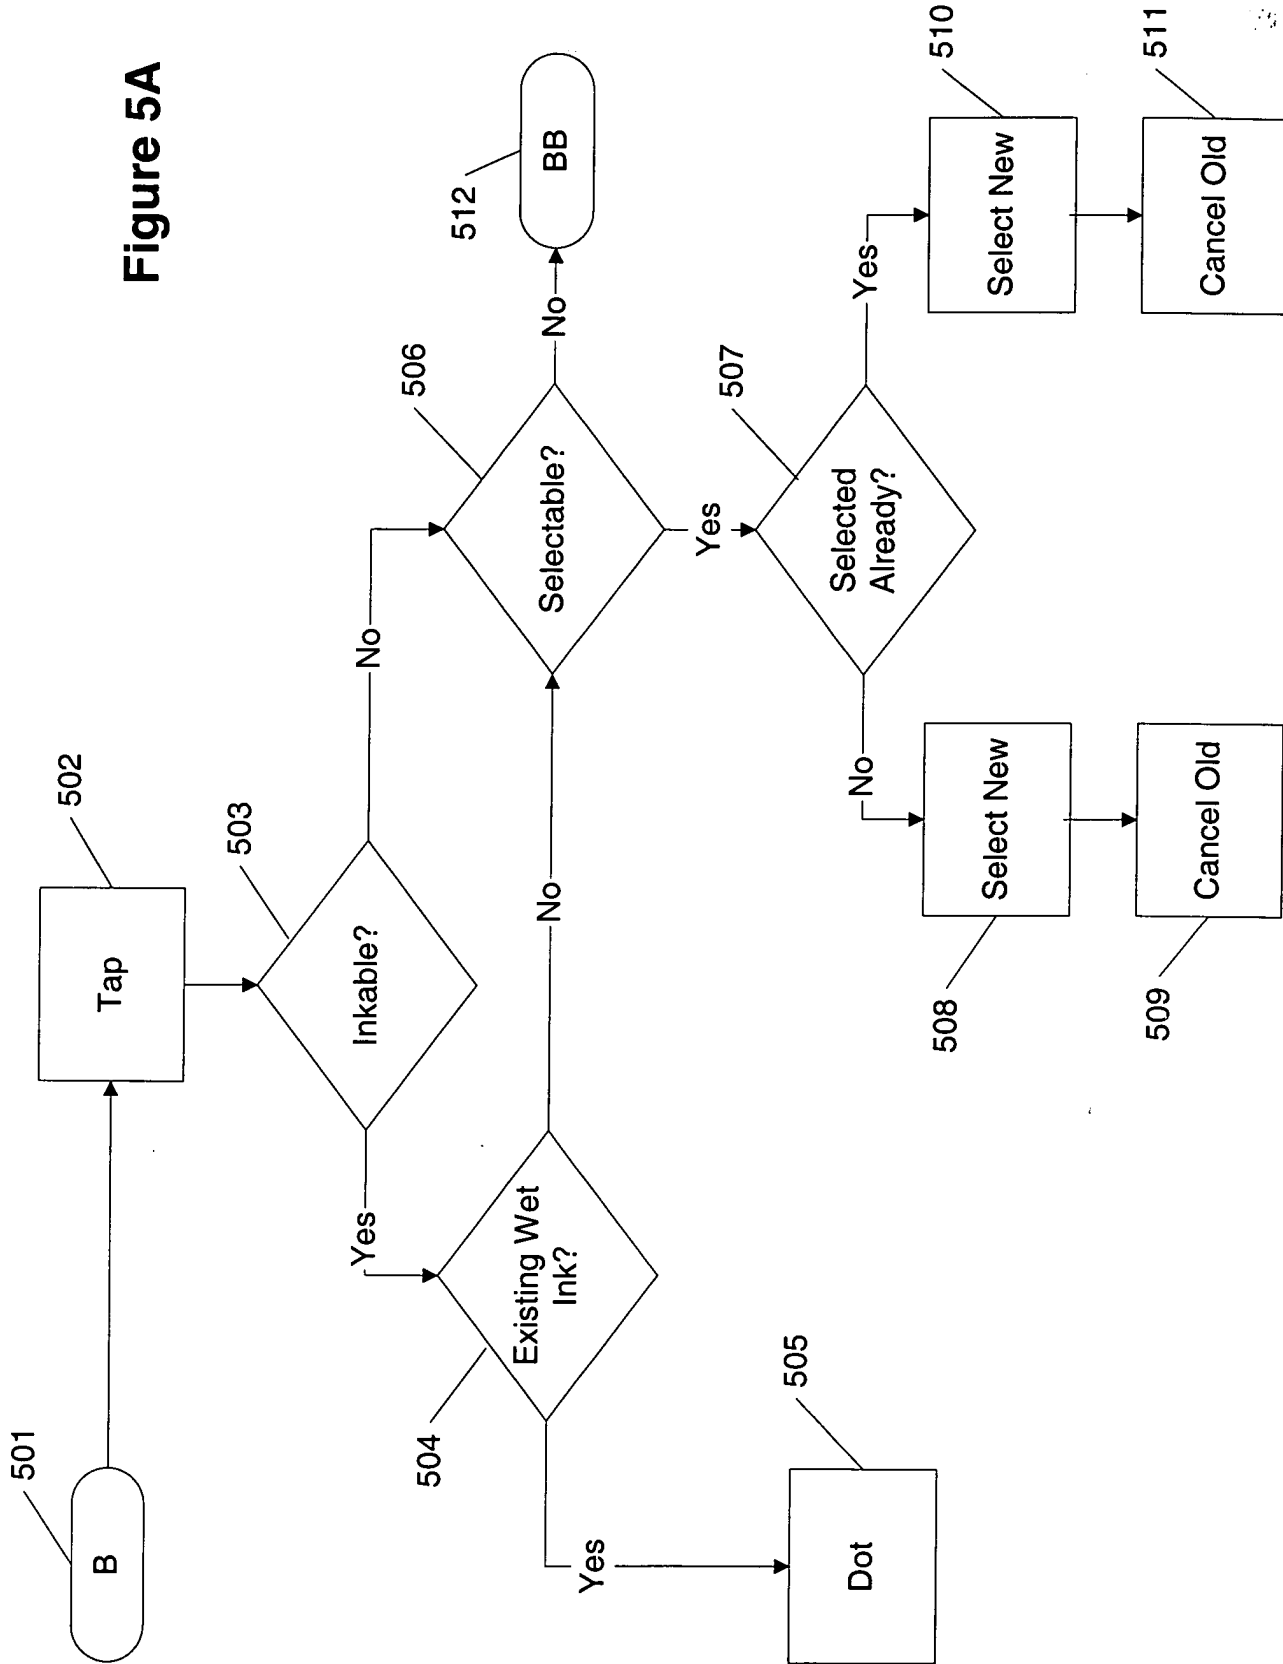 Figure 5A
501
B
502
Tap
503
Inkable?
Yes
No
504
Existing Wet
Ink?
Yes
No
505
Dot
506
Selectable?
No
512
BB
Yes
507
Selected
Already?
No
Yes
508
Select New
509
Cancel Old
510
Select New
511
Cancel Old